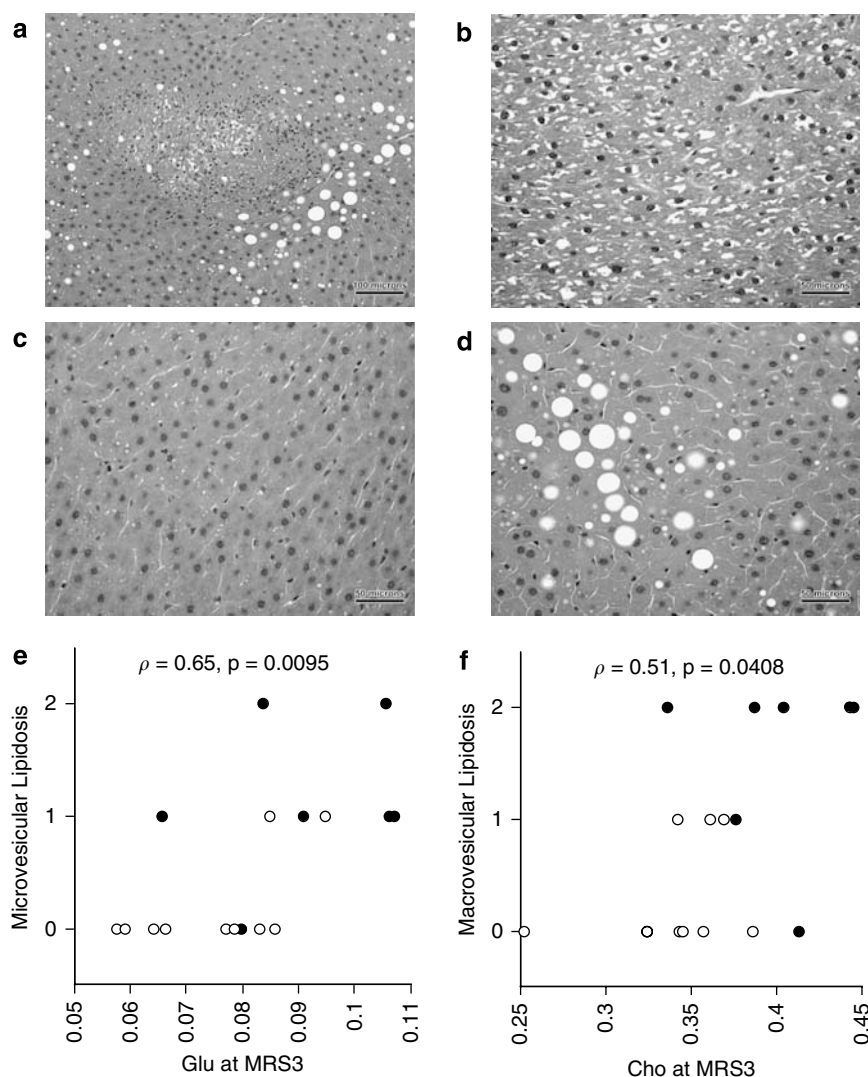 a
b
100 microns
50 microns
c
d
50 microns
50 microns
e
ρ = 0.65, p = 0.0095
Microvesicular Lipidosis
2
1
0
0.05
0.06
0.07
0.08
0.09
0.1
0.11
Glu at MRS3
f
ρ = 0.51, p = 0.0408
Macrovesicular Lipidosis
2
1
0
0.25
0.3
0.35
0.4
0.45
Cho at MRS3